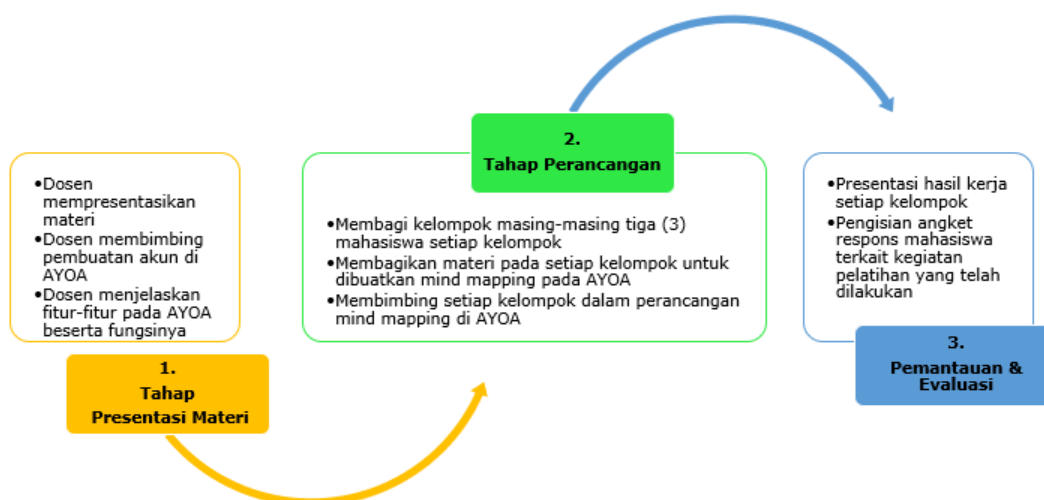 •Dosen
mempresentasikan
materi
•Dosen membimbing
pembuatan akun di
AYOA
•Dosen menjelaskan
fitur-fitur pada AYOA
beserta fungsinya
1.
Tahap
Presentasi Materi
2.
Tahap Perancangan
•Membagi kelompok masing-masing tiga (3)
mahasiswa setiap kelompok
•Membagikan materi pada setiap kelompok untuk
dibuatkan mind mapping pada AYOA
•Membimbing setiap kelompok dalam perancangan
mind mapping di AYOA
•Presentasi hasil kerja
setiap kelompok
•Pengisian angket
respons mahasiswa
terkait kegiatan
pelatihan yang telah
dilakukan
3.
Pemantauan &
Evaluasi